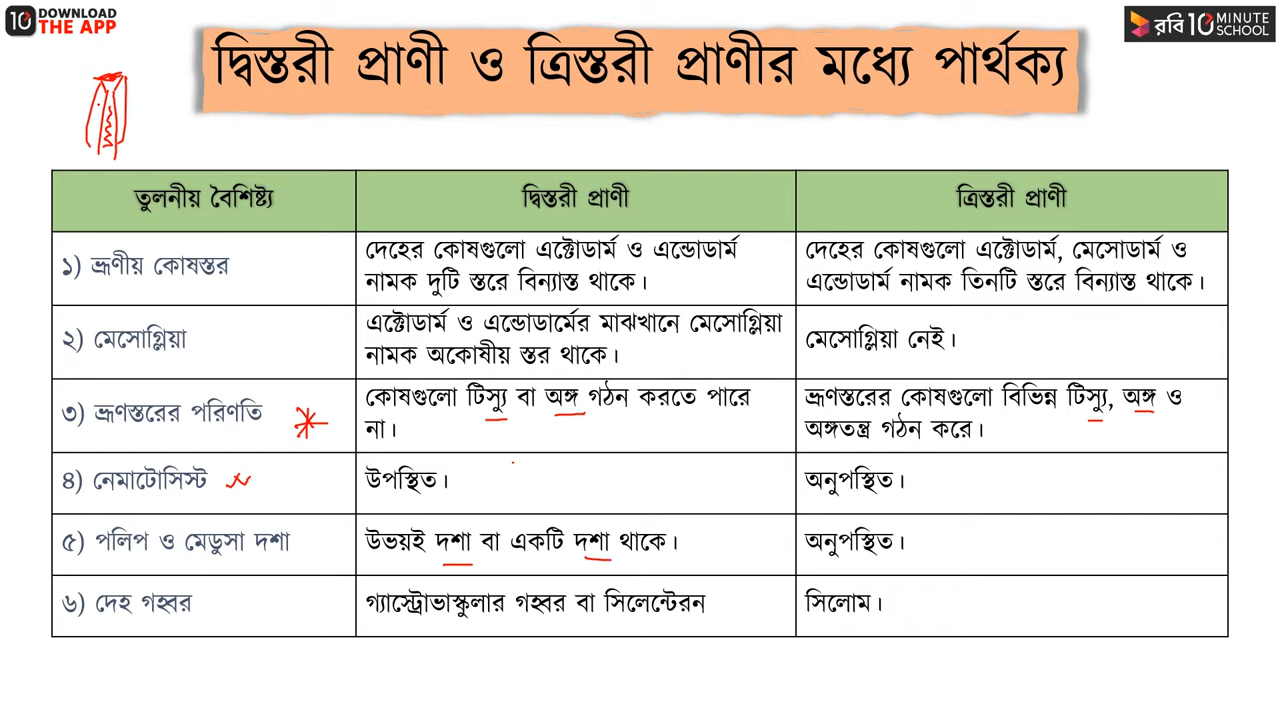 10 DOWNLOAD
THE APP
রবি 10 MINUTE
SCHOOL
দ্বিস্তরী প্রাণী ও ত্রিস্তরী প্রাণীর মধ্যে পার্থক্য
তুলনীয় বৈশিষ্ট্য
দ্বিস্তরী প্রাণী
ত্রিস্তরী প্রাণী
১) ভ্রূণীয় কোষস্তর
দেহের কোষগুলো এক্টোডার্ম ও এন্ডোডার্ম
নামক দুটি স্তরে বিন্যাস্ত থাকে।
দেহের কোষগুলো এক্টোডার্ম, মেসোডার্ম ও
এন্ডোডার্ম নামক তিনটি স্তরে বিন্যাস্ত থাকে।
২) মেসোগ্লিয়া
এক্টোডার্ম ও এন্ডোডার্মের মাঝখানে মেসোগ্লিয়া
নামক অকোষীয় স্তর থাকে।
মেসোগ্লিয়া নেই।
৩) ভ্রূণস্তরের পরিণতি
কোষগুলো টিস্যু বা অঙ্গ গঠন করতে পারে
না।
ভ্রূণস্তরের কোষগুলো বিভিন্ন টিস্যু, অঙ্গ ও
অঙ্গতন্ত্র গঠন করে।
৪) নেমাটোসিস্ট
উপস্থিত।
অনুপস্থিত।
৫) পলিপ ও মেডুসা দশা
উভয়ই দশা বা একটি দশা থাকে।
অনুপস্থিত।
৬) দেহ গহ্বর
গ্যাস্ট্রোভাস্কুলার গহ্বর বা সিলেন্টেরন
সিলোম।